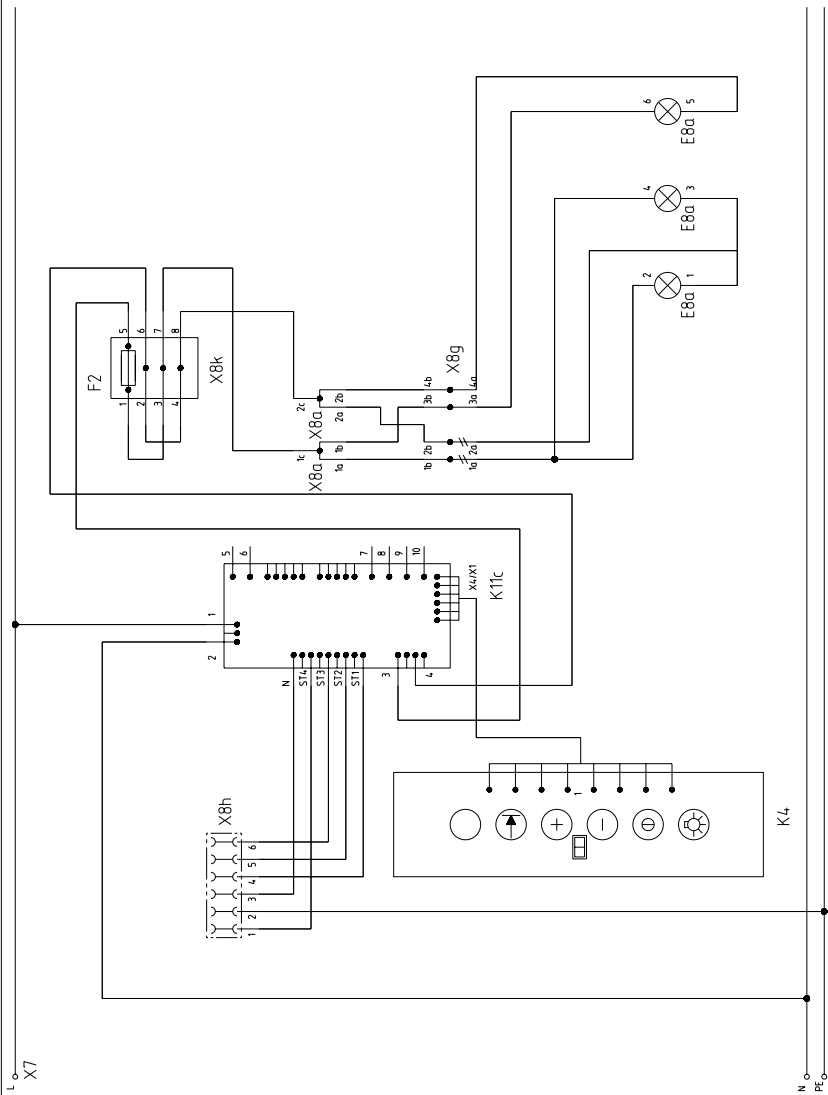 L
X7
F2
1 5
2 6
3 7
4 8
X8k
X8h
1 2 3 4 5 6
2 1
5
6
N
ST4
ST3
ST2
ST1
3
4
7
8
9
10
X4/X1
K11c
1c 2c
X8a X8a
1a 1b 2a 2b
X8g
1b 2b 3b 4b
1a 2a 3a 4a
1
K4
2 4 6
1 3 5
E8a E8a E8a
N
PE